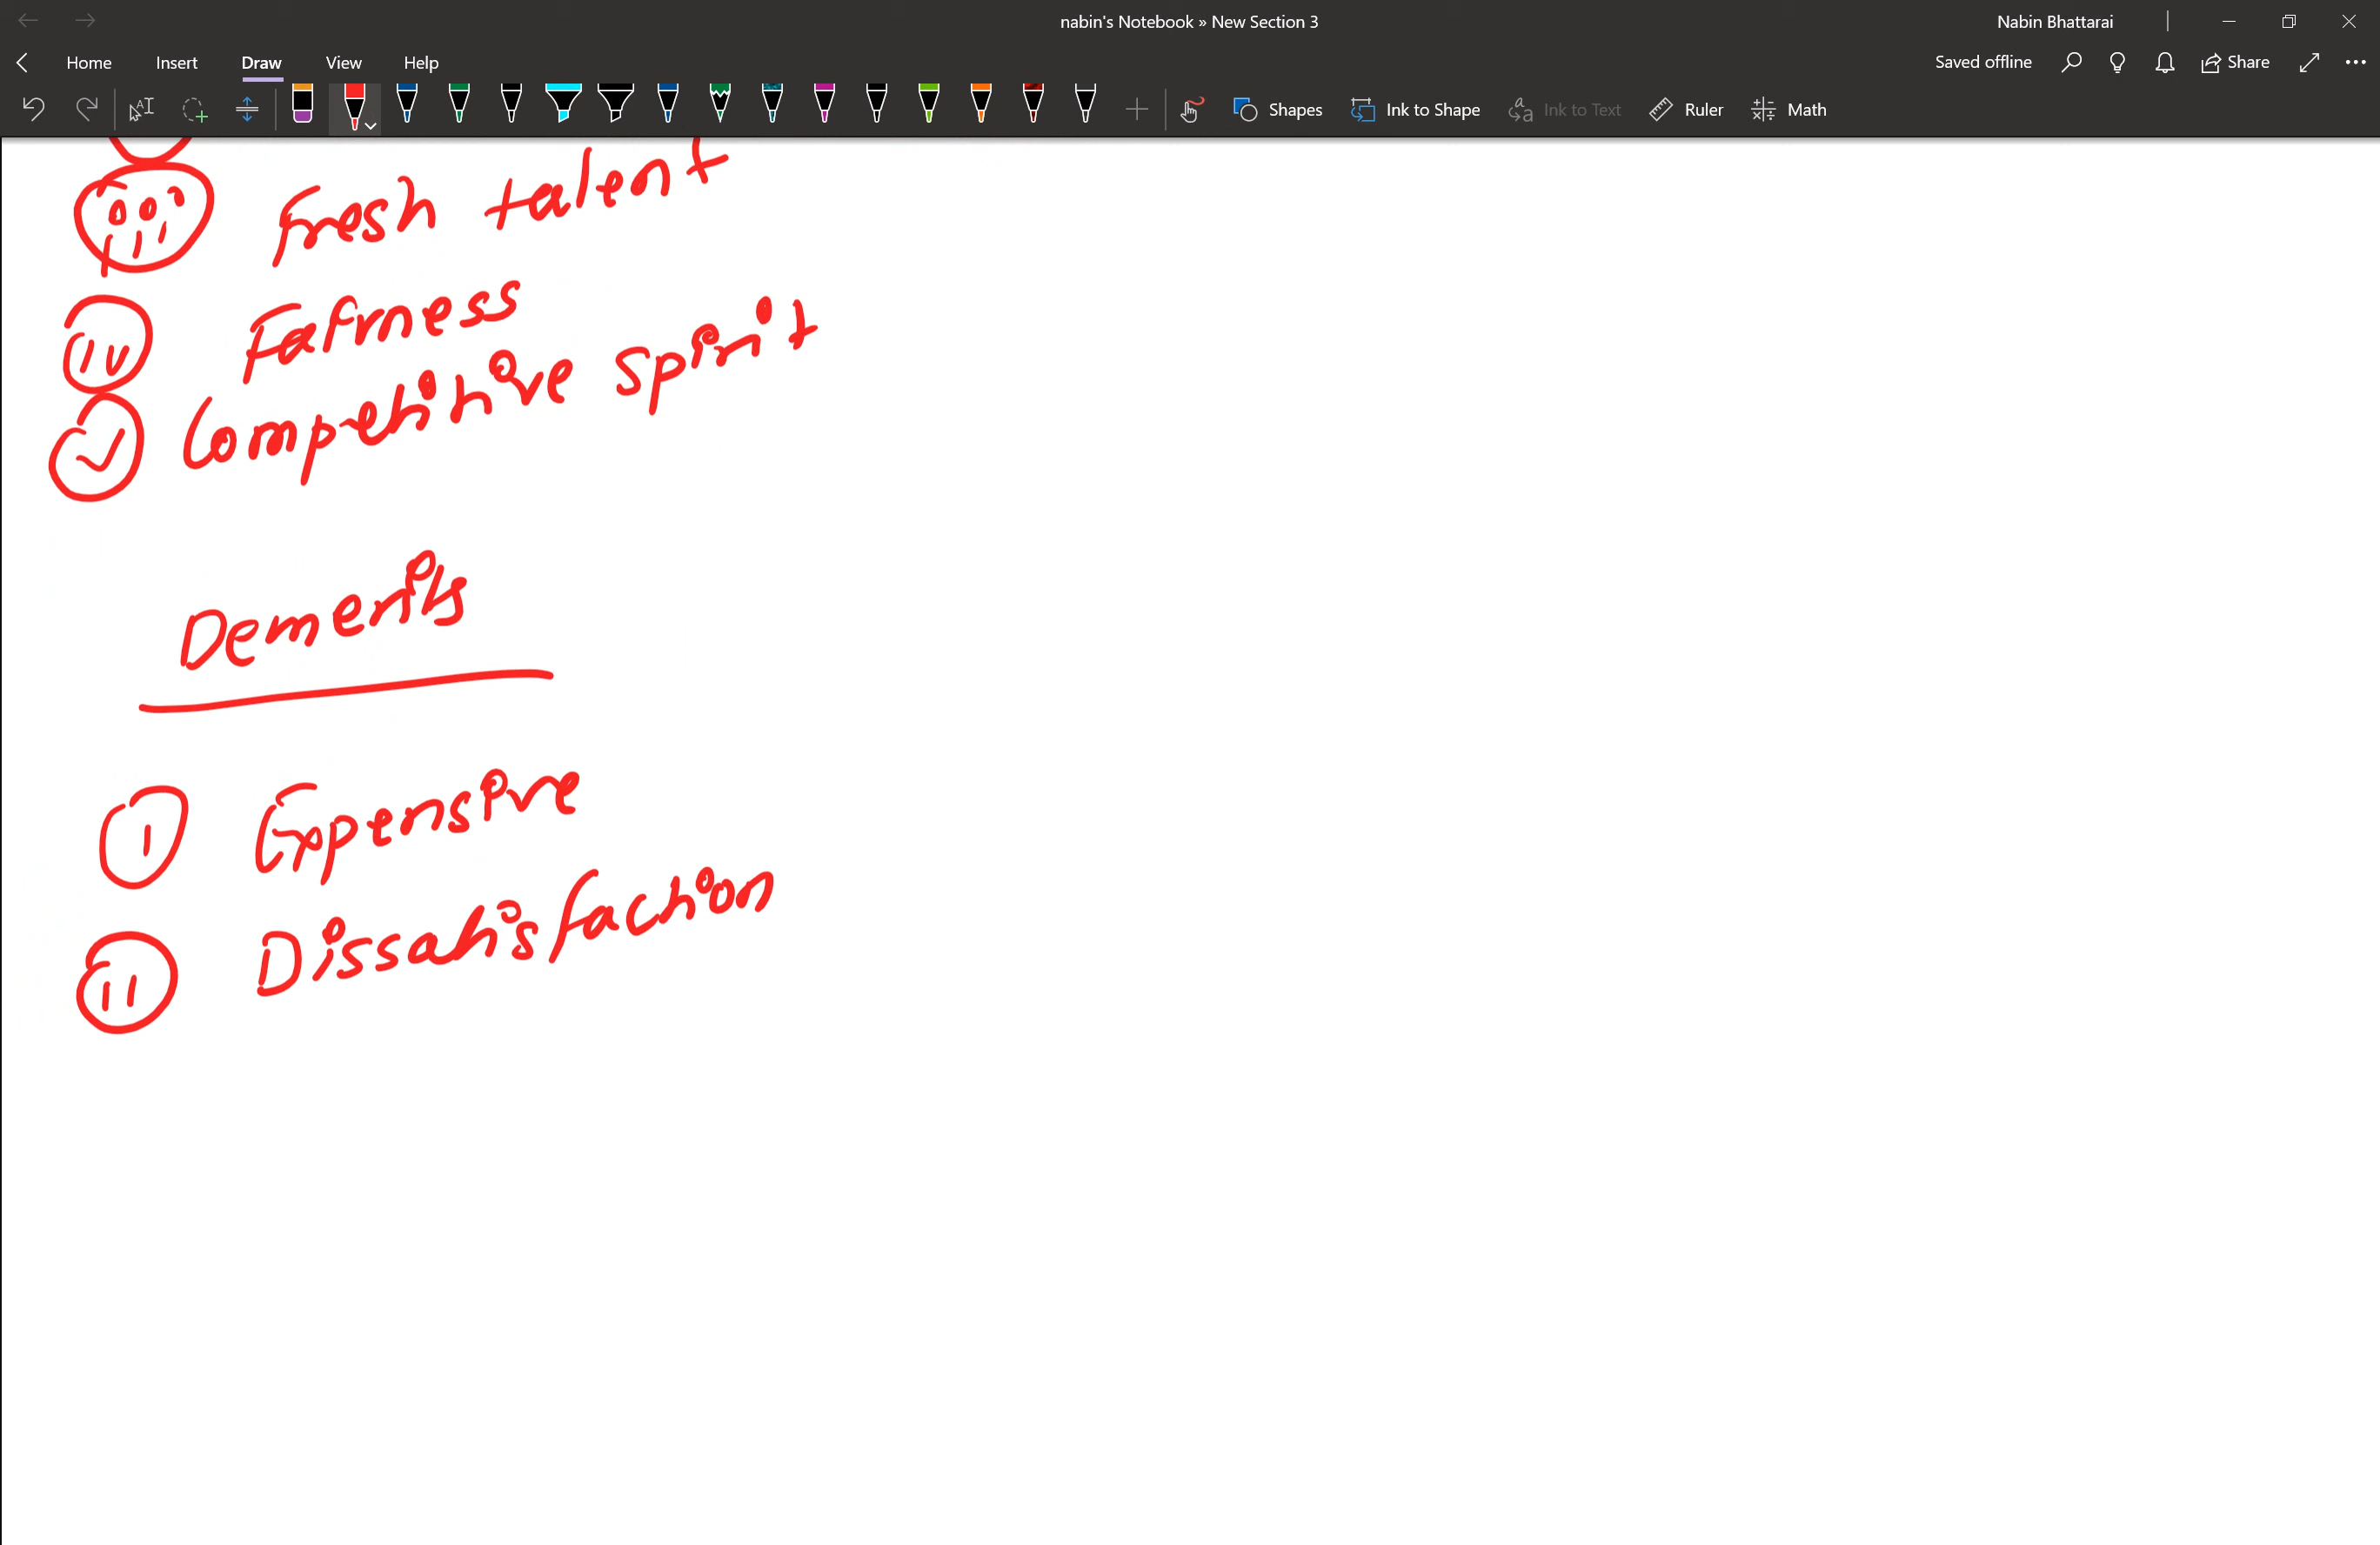 nabin's Notebook » New Section 3
Nabin Bhattarai
Home Insert Draw View Help
Saved offline
Share
Shapes Ink to Shape Ink to Text Ruler Math
iii Fresh talent
iv Fairness
v Competitive spirit
Demerits
i Expensive
ii Dissatisfaction